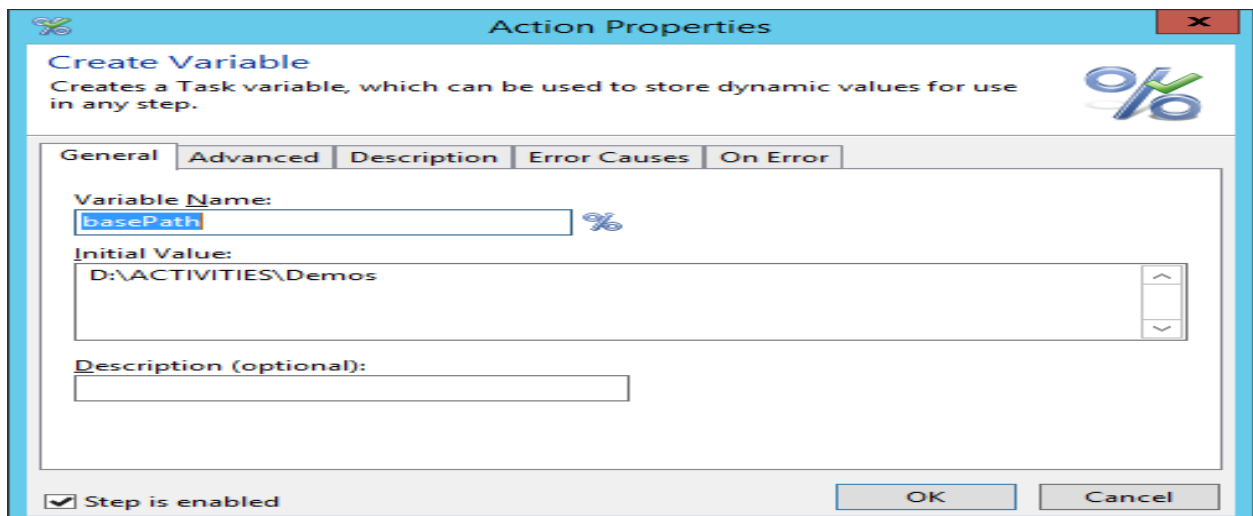 Action Properties
Create Variable
Creates a Task variable, which can be used to store dynamic values for use
in any step.
General Advanced Description Error Causes On Error
Variable Name:
basePath
Initial Value:
D:\ACTIVITIES\Demos
Description (optional):
Step is enabled OK Cancel